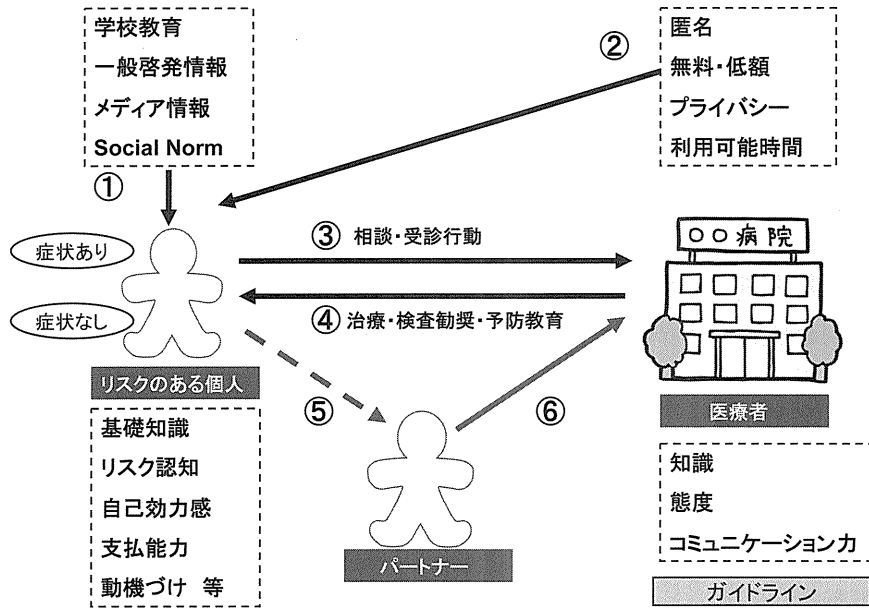 学校教育
一般啓発情報
メディア情報
Social Norm
①
②
匿名
無料・低額
プライバシー
利用可能時間
症状あり
症状なし
③ 相談・受診行動
④ 治療・検査勧奨・予防教育
○○病院
リスクのある個人
医療者
⑤
⑥
基礎知識
リスク認知
自己効力感
支払能力
動機づけ 等
パートナー
知識
態度
コミュニケーション力
ガイドライン